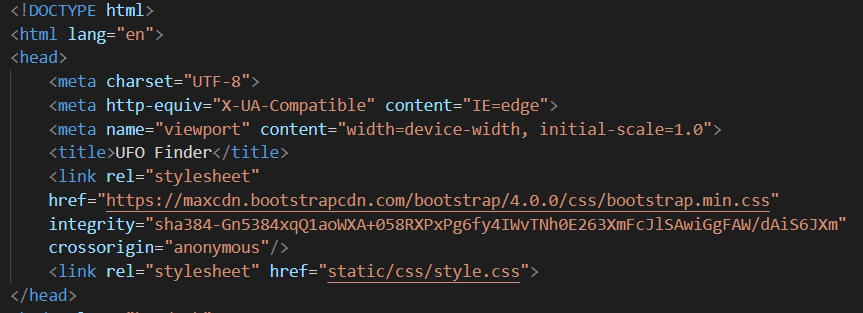 <!DOCTYPE html>
<html lang="en">
<head>
    <meta charset="UTF-8">
    <meta http-equiv="X-UA-Compatible" content="IE=edge">
    <meta name="viewport" content="width=device-width, initial-scale=1.0">
    <title>UFO Finder</title>
    <link rel="stylesheet"
    href="https://maxcdn.bootstrapcdn.com/bootstrap/4.0.0/css/bootstrap.min.css"
    integrity="sha384-Gn5384xqQ1aoWXA+058RXPxPg6fy4IWvTNh0E263XmFcJlSAwiGgFAW/dAiS6JXm"
    crossorigin="anonymous"/>
    <link rel="stylesheet" href="static/css/style.css">
</head>